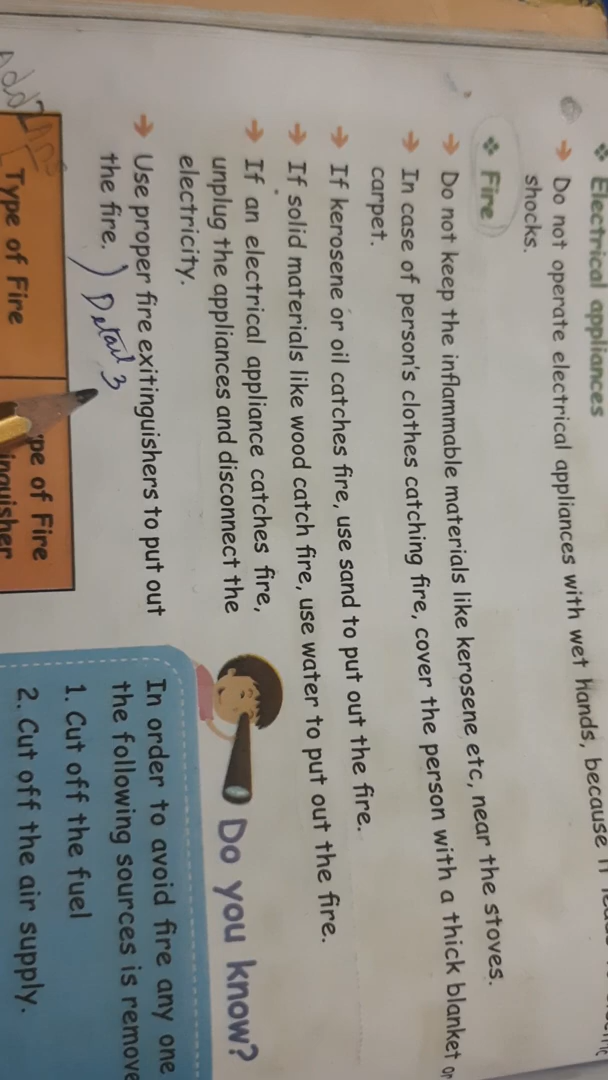 ❖ Electrical appliances
➔ Do not operate electrical appliances with wet hands, because it
shocks.
❖ Fire
➔ Do not keep the inflammable materials like kerosene etc, near the stoves.
➔ In case of person's clothes catching fire, cover the person with a thick blanket or
carpet.
➔ If kerosene or oil catches fire, use sand to put out the fire.
➔ If solid materials like wood catch fire, use water to put out the fire.
➔ If an electrical appliance catches fire,
unplug the appliances and disconnect the
electricity.
➔ Use proper fire exitinguishers to put out
the fire. ) Detail 3
Add
Type of Fire
pe of Fire
inguisher
Do you know?
In order to avoid fire any one
the following sources is remove
1. Cut off the fuel
2. Cut off the air supply.